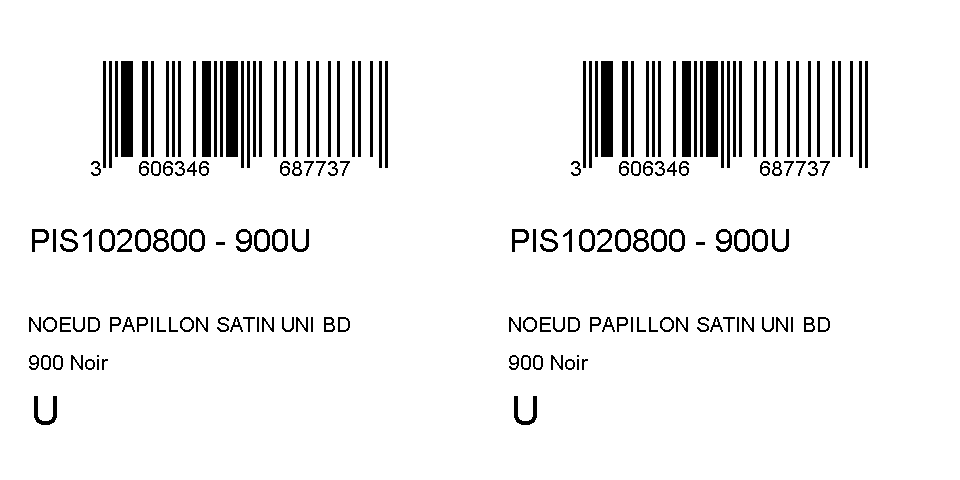 3 606346 687737
PIS1020800 - 900U
NOEUD PAPILLON SATIN UNI BD
900 Noir
U
3 606346 687737
PIS1020800 - 900U
NOEUD PAPILLON SATIN UNI BD
900 Noir
U